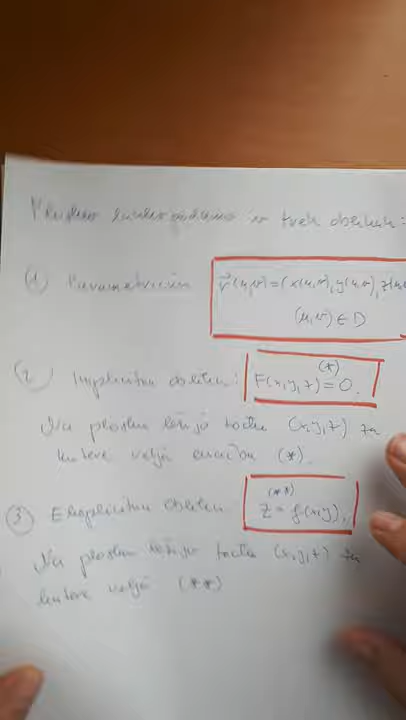 Ploskev lahko podamo v treh oblikah:
(1) Parametrična r⃗(u,v)=(x(u,v),y(u,v),z(u,
(u,v) ∈ D
(2) Implicitna oblika: F(x,y,z)=0. (*)
Na ploskvi ležijo točke (x,y,z) za
katere velja enačba (*).
(3) Eksplicitna oblika (**) z = f(x,y),
Na ploskvi ležijo točke (x,y,z) za
katere velja (**)